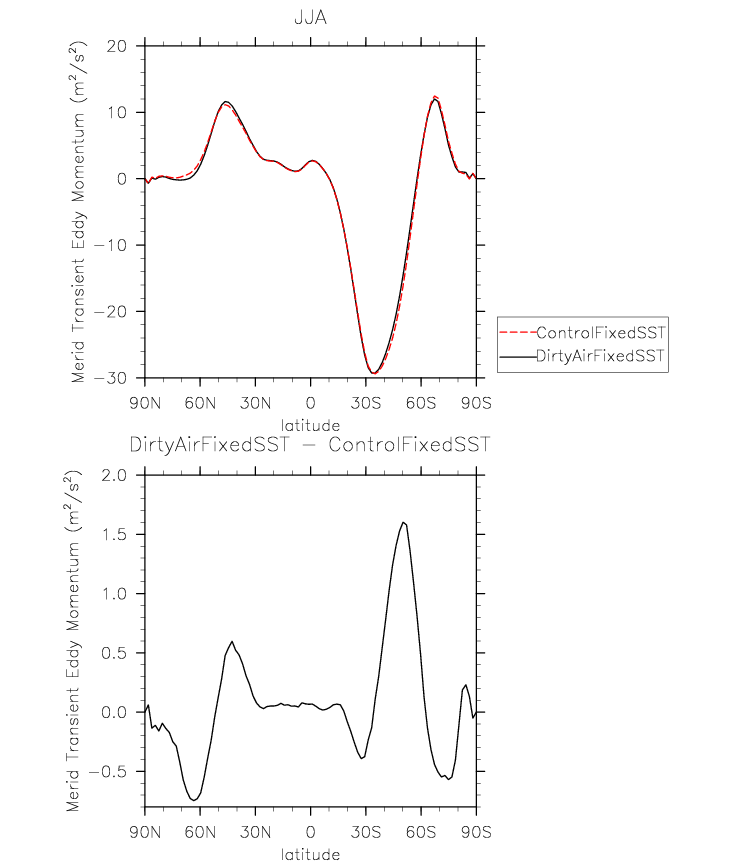 JJA
Merid Transient Eddy Momentum (m²/s²)
20
10
0
−10
−20
−30
90N 60N 30N 0 30S 60S 90S
latitude
ControlFixedSST
DirtyAirFixedSST
DirtyAirFixedSST − ControlFixedSST
Merid Transient Eddy Momentum (m²/s²)
2.0
1.5
1.0
0.5
0.0
−0.5
90N 60N 30N 0 30S 60S 90S
latitude